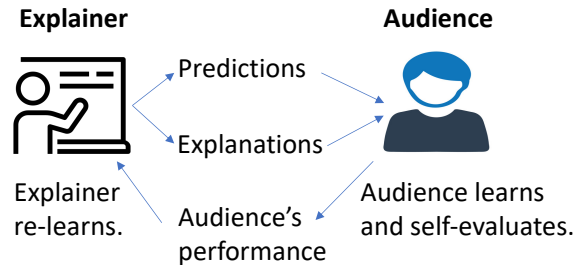 Explainer
Audience
Predictions
Explanations
Explainer
re-learns.
Audience's
performance
Audience learns
and self-evaluates.